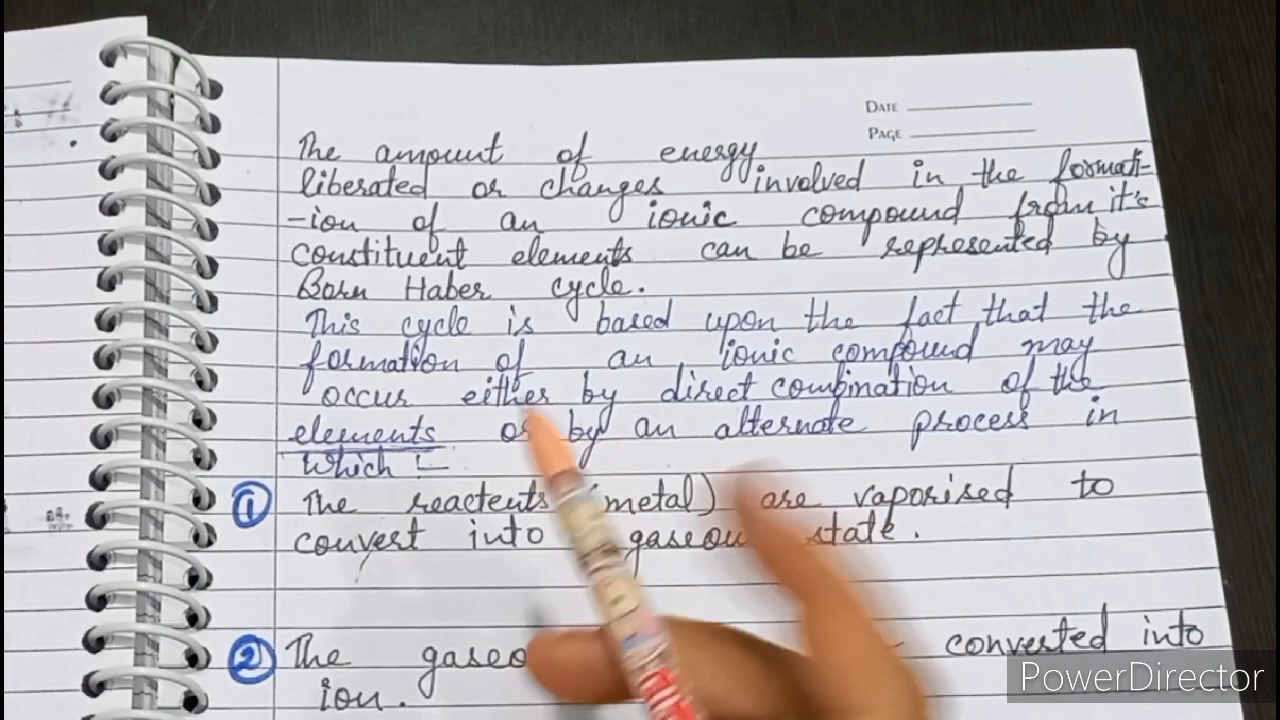 DATE
PAGE
The amount of energy
liberated or changes involved in the formati-
-ion of an ionic compound from it's
constituent elements can be represented by
Born Haber cycle.
This cycle is based upon the fact that the
formation of an ionic compound may
occur either by direct combination of the
elements or by an alternate process in
which :-
① The reactents (metal) are vaporised to
convert into gaseous state.
② The gaseo converted into
ion.
PowerDirector